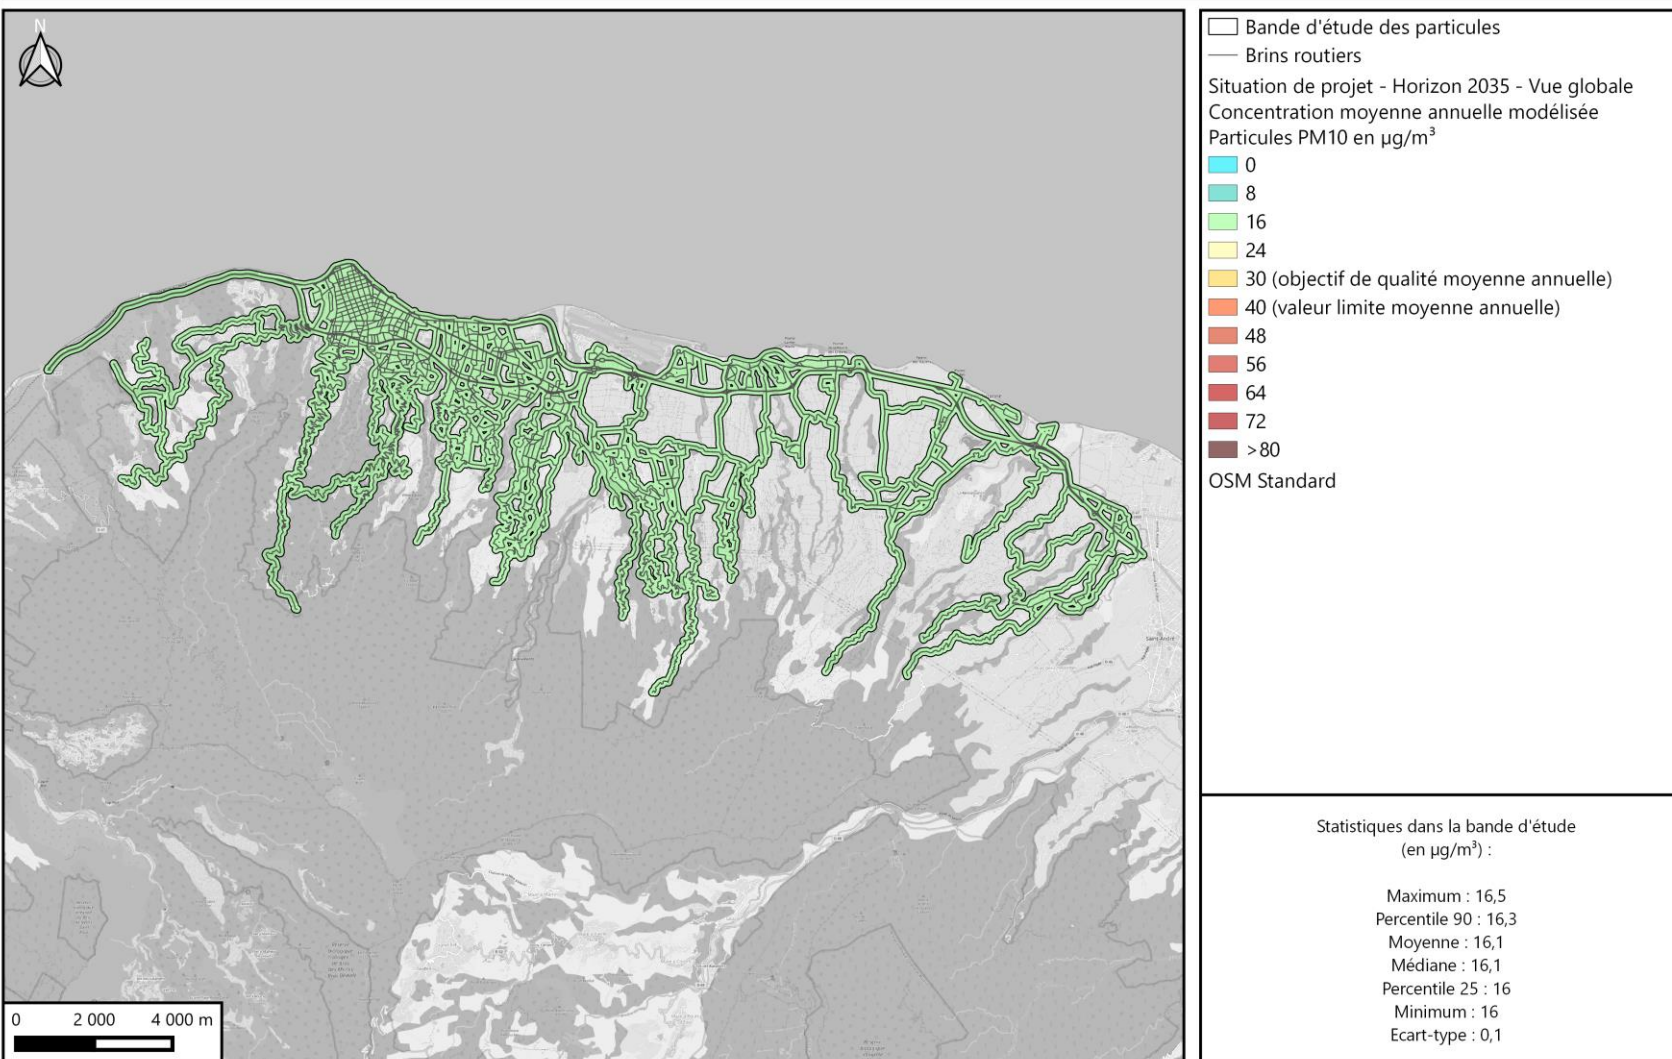 N
0 2 000 4 000 m
Saint-André
Bande d'étude des particules
Brins routiers
Situation de projet - Horizon 2035 - Vue globale
Concentration moyenne annuelle modélisée
Particules PM10 en µg/m³
0
8
16
24
30 (objectif de qualité moyenne annuelle)
40 (valeur limite moyenne annuelle)
48
56
64
72
>80
OSM Standard
Statistiques dans la bande d'étude
(en µg/m³) :
Maximum : 16,5
Percentile 90 : 16,3
Moyenne : 16,1
Médiane : 16,1
Percentile 25 : 16
Minimum : 16
Ecart-type : 0,1